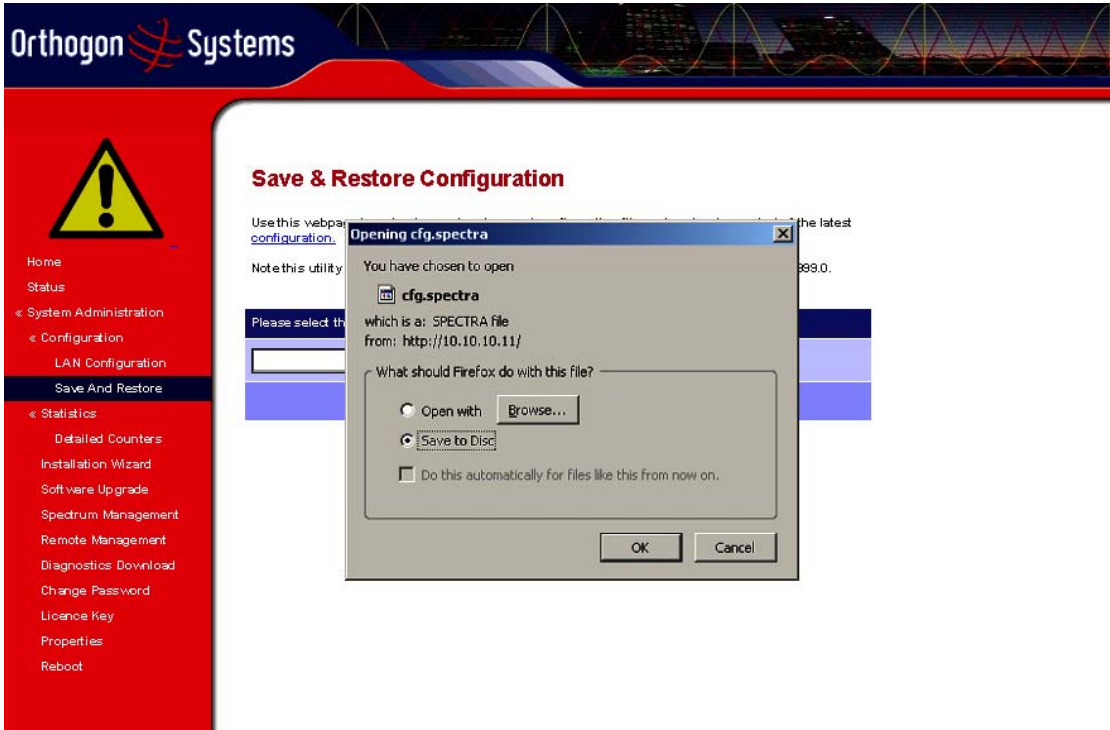 Orthogon Systems
Save & Restore Configuration
Use this webpa
the latest
configuration.
Note this utility
399.0.
Please select th
Opening cfg.spectra
You have chosen to open
cfg.spectra
which is a: SPECTRA file
from: http://10.10.10.11/
What should Firefox do with this file?
Open with Browse...
Save to Disc
Do this automatically for files like this from now on.
OK Cancel
Home
Status
« System Administration
« Configuration
LAN Configuration
Save And Restore
« Statistics
Detailed Counters
Installation Wizard
Software Upgrade
Spectrum Management
Remote Management
Diagnostics Download
Change Password
Licence Key
Properties
Reboot